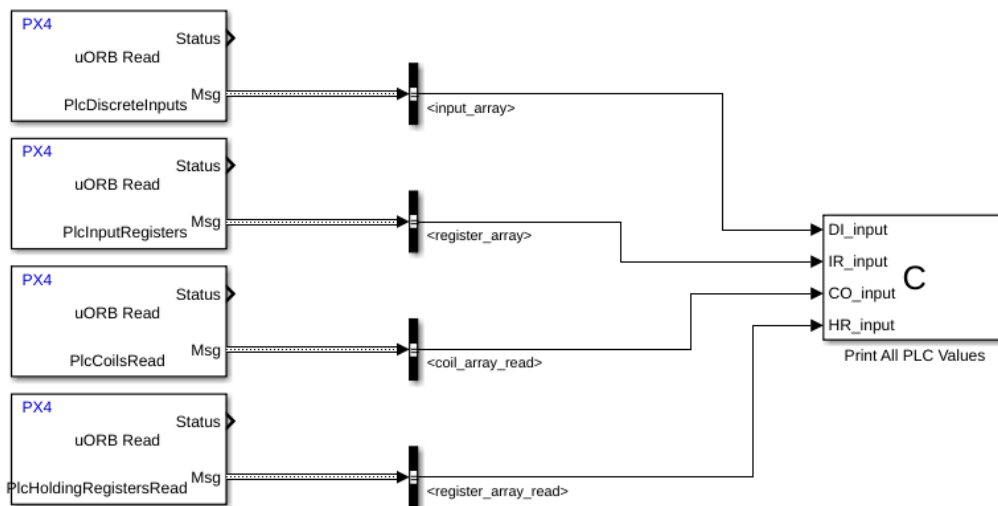 PX4
Status
uORB Read
Msg
PlcDiscreteInputs
<input_array>
PX4
Status
uORB Read
Msg
PlcInputRegisters
<register_array>
PX4
Status
uORB Read
Msg
PlcCoilsRead
<coil_array_read>
PX4
Status
uORB Read
Msg
PlcHoldingRegistersRead
<register_array_read>
DI_input
IR_input
C
CO_input
HR_input
Print All PLC Values